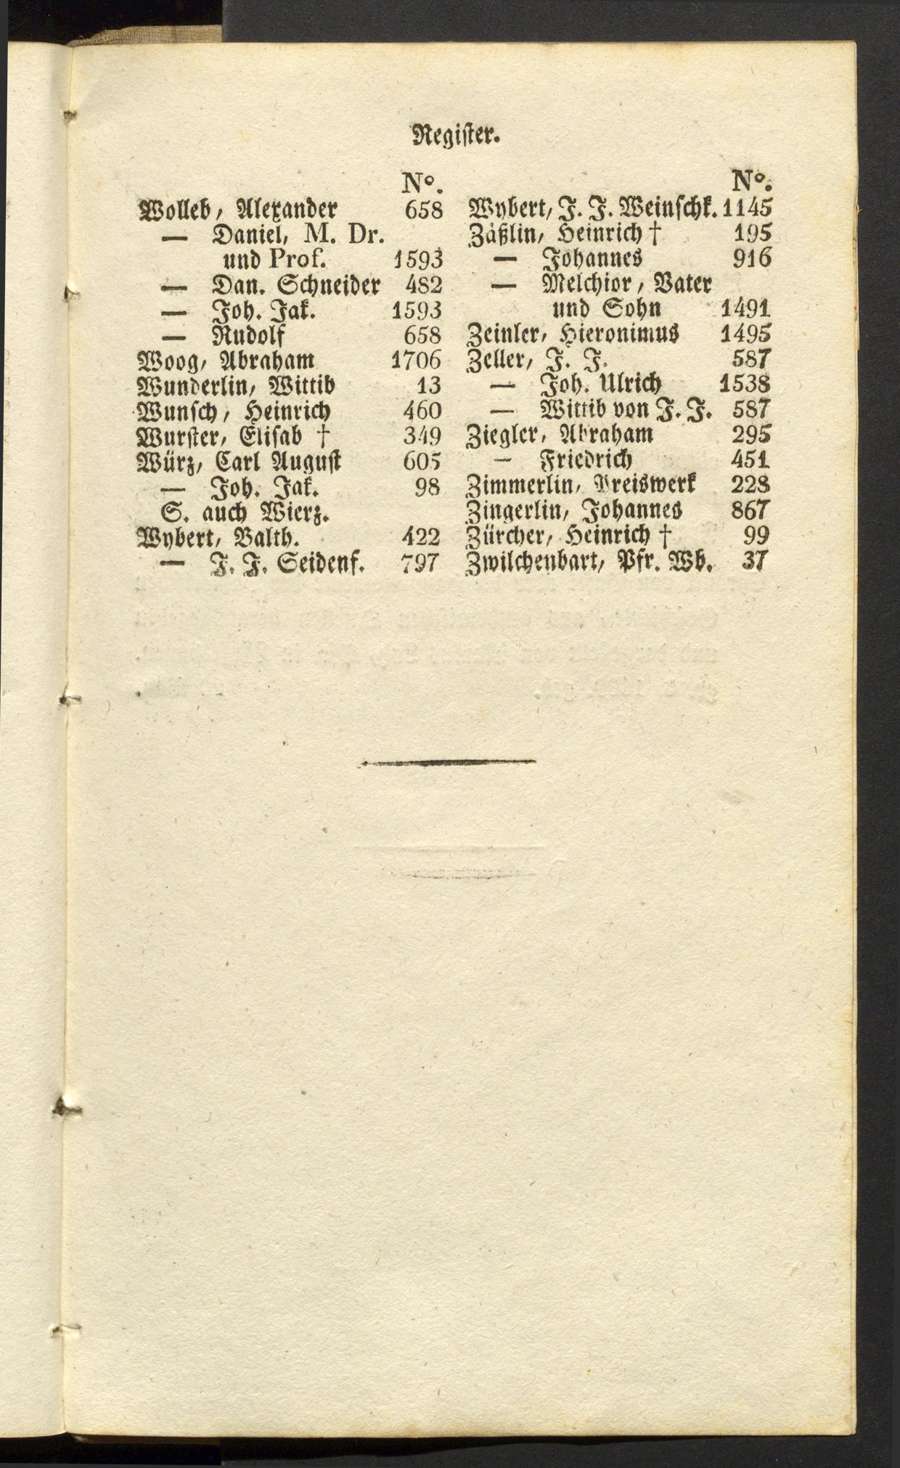 Register.
No.
Wolleb, Alexander 658
— Daniel, M. Dr.
und Prof. 1593
— Dan. Schneider 482
— Joh. Jak. 1593
— Rudolf 658
Woog, Abraham 1706
Wunderlin, Wittib 13
Wunsch, Heinrich 460
Wurster, Elisab † 349
Würz, Carl August 605
— Joh. Jak. 98
S. auch Wierz.
Wybert, Balth. 422
— J. J. Seidenf. 797
No.
Wybert, J. J. Weinschk. 1145
Zäßlin, Heinrich † 195
— Johannes 916
— Melchior, Vater
und Sohn 1491
Zeinler, Hieronimus 1495
Zeller, J. J. 587
— Joh. Ulrich 1538
— Wittib von J. J. 587
Ziegler, Abraham 295
— Friedrich 451
Zimmerlin, Preiswerk 228
Zingerlin, Johannes 867
Zürcher, Heinrich † 99
Zwilchenbart, Pfr. Wb. 37